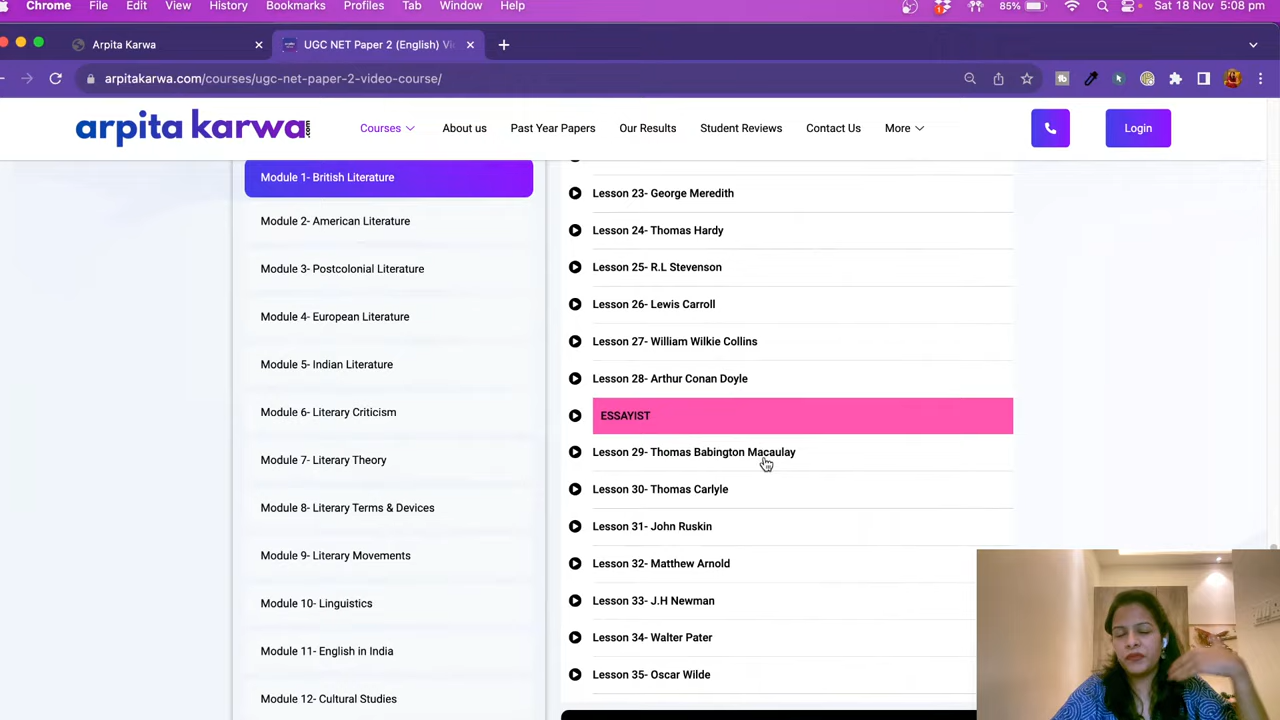 Chrome File Edit View History Bookmarks Profiles Tab Window Help 85% Sat 18 Nov 5:08 pm
Arpita Karwa UGC NET Paper 2 (English) Vi
arpitakarwa.com/courses/ugc-net-paper-2-video-course/
arpita karwa.com Courses About us Past Year Papers Our Results Student Reviews Contact Us More Login
Module 1- British Literature
Module 2- American Literature
Module 3- Postcolonial Literature
Module 4- European Literature
Module 5- Indian Literature
Module 6- Literary Criticism
Module 7- Literary Theory
Module 8- Literary Terms & Devices
Module 9- Literary Movements
Module 10- Linguistics
Module 11- English in India
Module 12- Cultural Studies
Lesson 23- George Meredith
Lesson 24- Thomas Hardy
Lesson 25- R.L Stevenson
Lesson 26- Lewis Carroll
Lesson 27- William Wilkie Collins
Lesson 28- Arthur Conan Doyle
ESSAYIST
Lesson 29- Thomas Babington Macaulay
Lesson 30- Thomas Carlyle
Lesson 31- John Ruskin
Lesson 32- Matthew Arnold
Lesson 33- J.H Newman
Lesson 34- Walter Pater
Lesson 35- Oscar Wilde